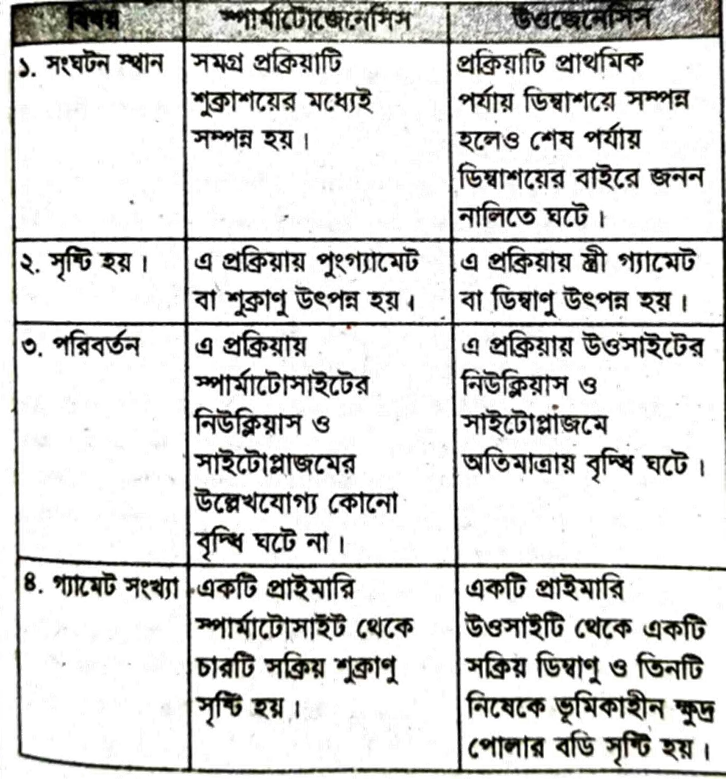 বিষয় স্পার্মাটোজেনেসিস উওজেনেসিস
১. সংঘটন স্থান
সমগ্র প্রক্রিয়াটি
শুক্রাশয়ের মধ্যেই
সম্পন্ন হয়।
প্রক্রিয়াটি প্রাথমিক
পর্যায় ডিম্বাশয়ে সম্পন্ন
হলেও শেষ পর্যায়
ডিম্বাশয়ের বাইরে জনন
নালিতে ঘটে।
২. সৃষ্টি হয়।
এ প্রক্রিয়ায় পুংগ্যামেট
বা শুক্রাণু উৎপন্ন হয়।
এ প্রক্রিয়ায় স্ত্রী গ্যামেট
বা ডিম্বাণু উৎপন্ন হয়।
৩. পরিবর্তন
এ প্রক্রিয়ায়
স্পার্মাটোসাইটের
নিউক্লিয়াস ও
সাইটোপ্লাজমের
উল্লেখযোগ্য কোনো
বৃদ্ধি ঘটে না।
এ প্রক্রিয়ায় উওসাইটের
নিউক্লিয়াস ও
সাইটোপ্লাজমে
অতিমাত্রায় বৃদ্ধি ঘটে।
৪. গ্যামেট সংখ্যা
একটি প্রাইমারি
স্পার্মাটোসাইট থেকে
চারটি সক্রিয় শুক্রাণু
সৃষ্টি হয়।
একটি প্রাইমারি
উওসাইটি থেকে একটি
সক্রিয় ডিম্বাণু ও তিনটি
নিষেকে ভূমিকাহীন ক্ষুদ্র
পোলার বডি সৃষ্টি হয়।